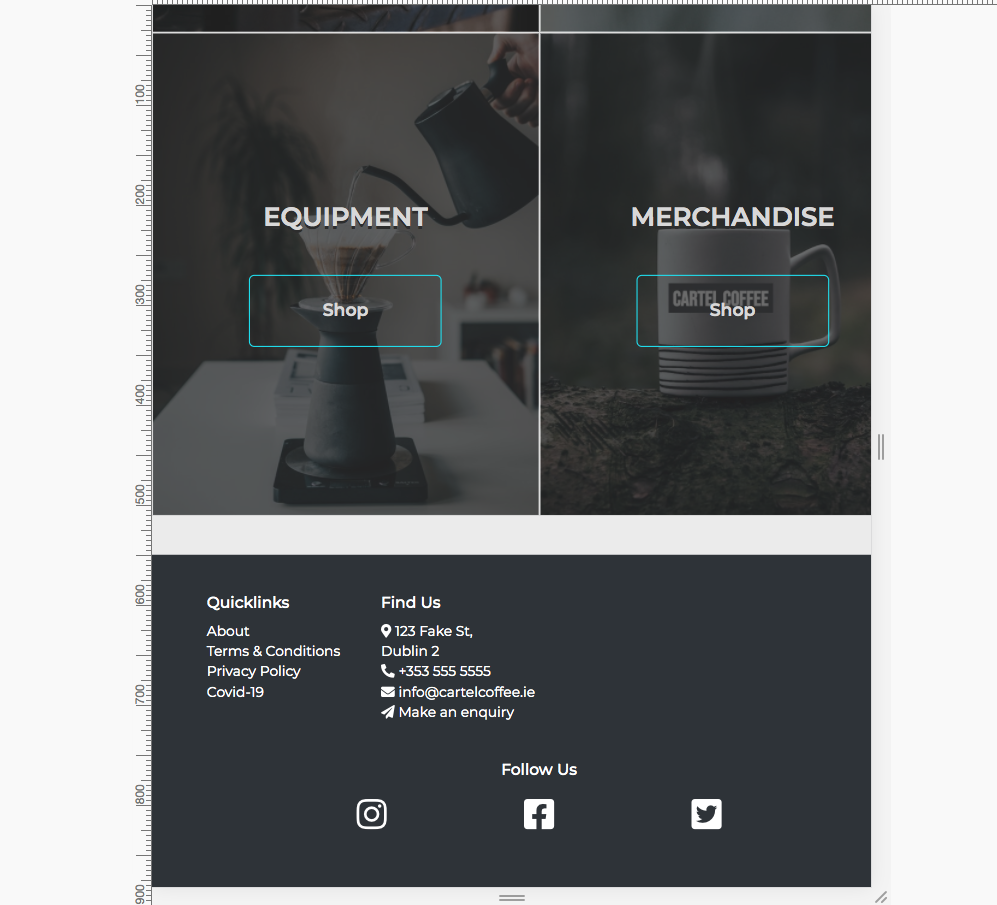 100
200
300
400
500
600
700
800
900
EQUIPMENT
MERCHANDISE
CARTEL COFFEE
Shop
Shop
Quicklinks
About
Terms & Conditions
Privacy Policy
Covid-19
Find Us
123 Fake St,
Dublin 2
+353 555 5555
info@cartelcoffee.ie
Make an enquiry
Follow Us